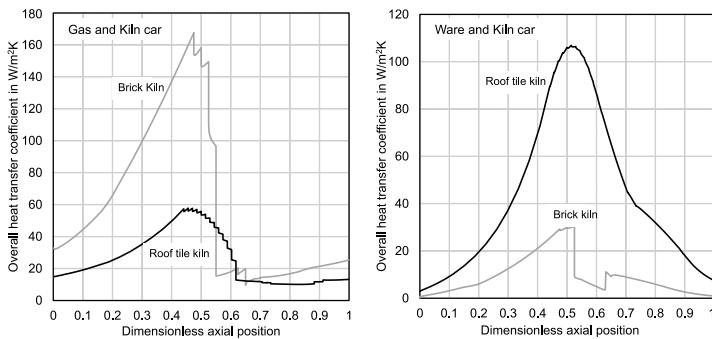 Gas and Kiln car
Overall heat transfer coefficient in W/m²K
180
160
140
120
100
80
60
40
20
0
Brick Kiln
Roof tile kiln
0 0.1 0.2 0.3 0.4 0.5 0.6 0.7 0.8 0.9 1
Dimensionless axial position
Ware and Kiln car
Overall heat transfer coefficient in W/m²K
120
100
80
60
40
20
0
Roof tile kiln
Brick kiln
0 0.1 0.2 0.3 0.4 0.5 0.6 0.7 0.8 0.9 1
Dimensionless axial position